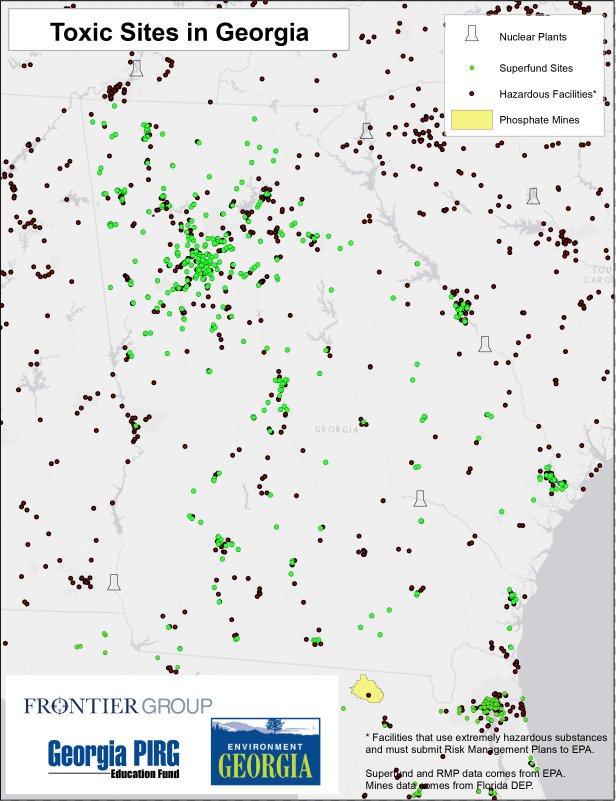 Toxic Sites in Georgia
Nuclear Plants
Superfund Sites
Hazardous Facilities*
Phosphate Mines
SOU
CAROL
GEORGIA
FRONTIER GROUP
Georgia PIRG
Education Fund
ENVIRONMENT
GEORGIA
* Facilities that use extremely hazardous substances
and must submit Risk Management Plans to EPA.
Superfund and RMP data comes from EPA.
Mines data comes from Florida DEP.